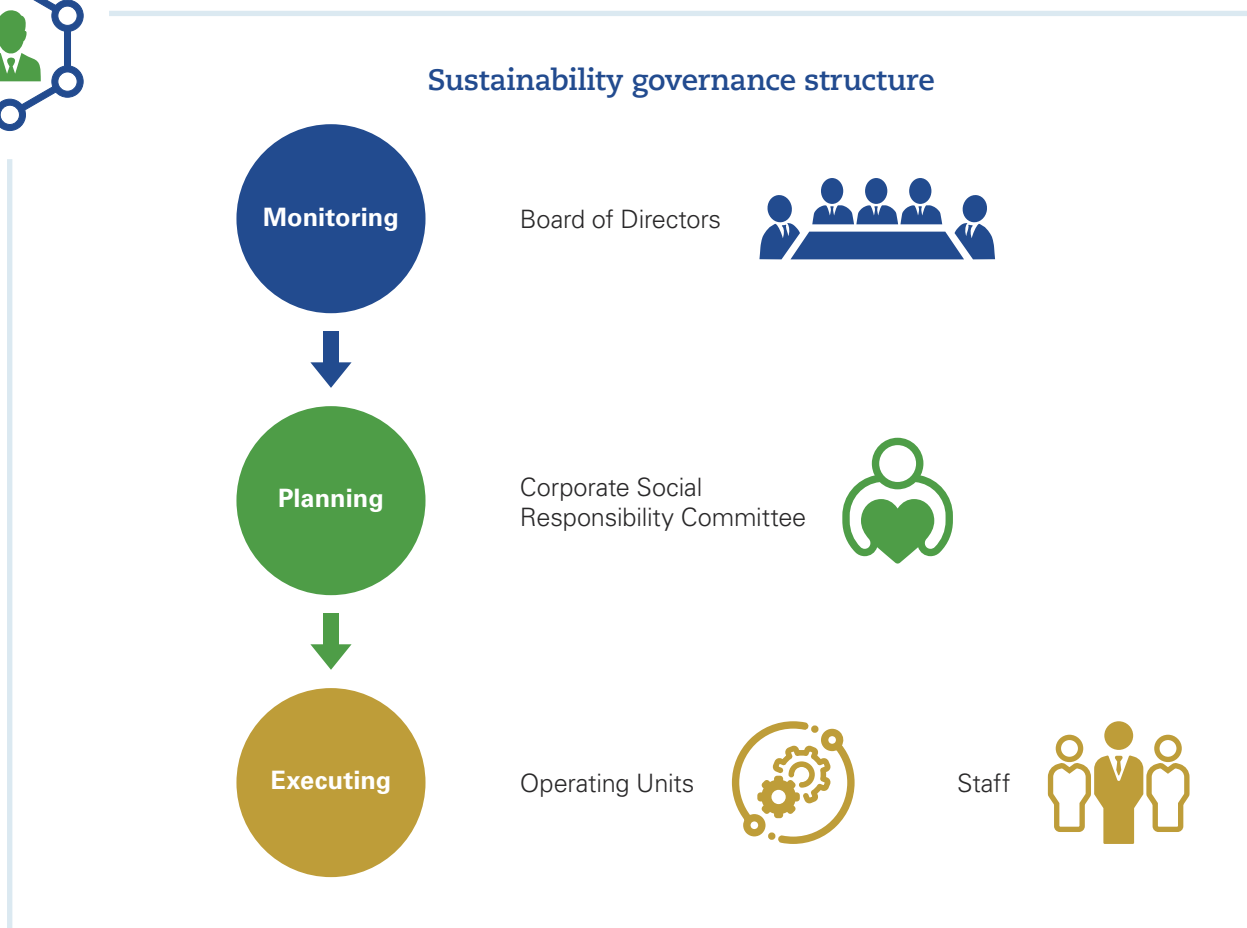 Sustainability governance structure
Monitoring
Board of Directors
Planning
Corporate Social
Responsibility Committee
Executing
Operating Units
Staff